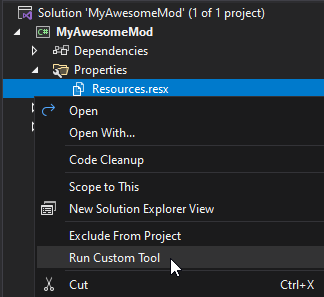 Solution 'MyAwesomeMod' (1 of 1 project)
C# MyAwesomeMod
Dependencies
Properties
Resources.resx
Open
Open With...
Code Cleanup
Scope to This
New Solution Explorer View
Exclude From Project
Run Custom Tool
Cut Ctrl+X